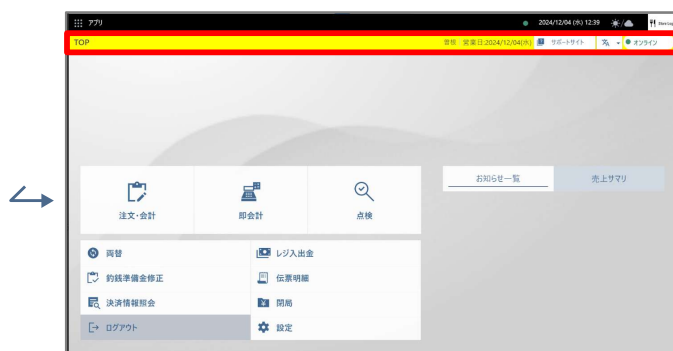 アプリ
2024/12/04 (水) 12:39
TOP
営業日:2024/12/04(水)
サポートサイト
オンライン
お知らせ一覧
売上サマリ
注文・会計
即会計
点検
両替
レジ入出金
釣銭準備金修正
伝票明細
決済情報照会
閉局
ログアウト
設定